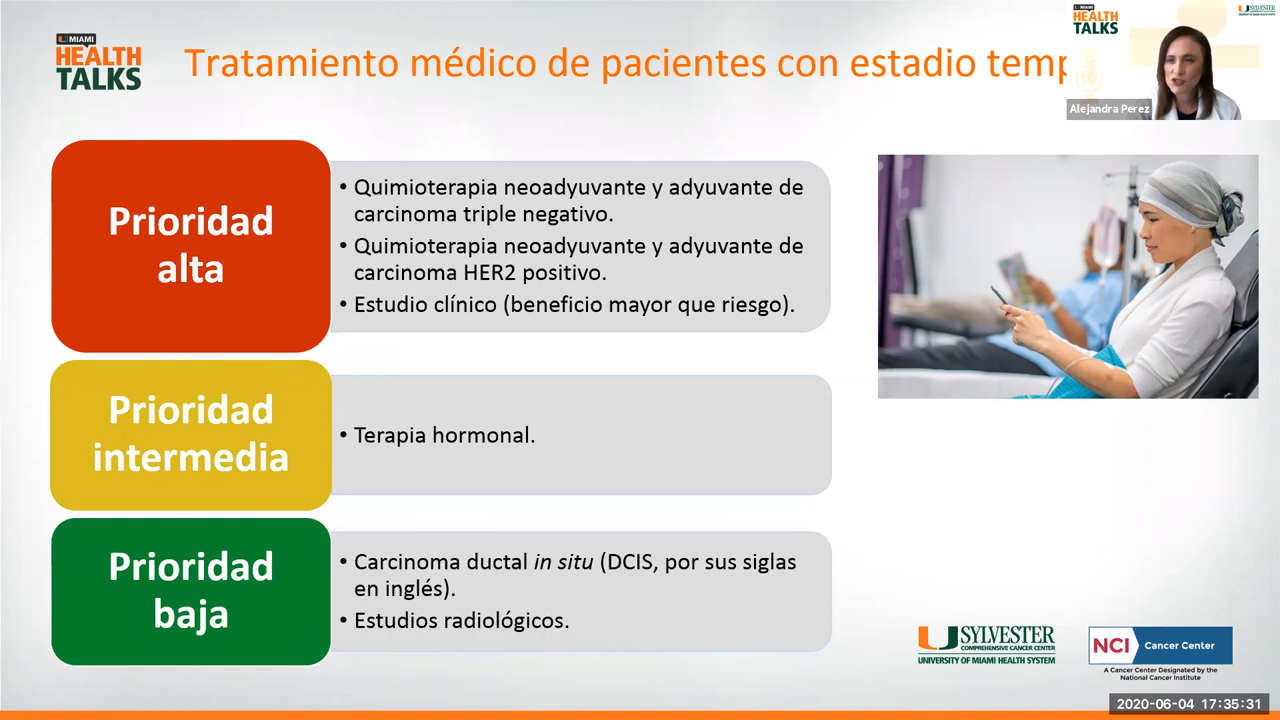 U MIAMI
HEALTH
TALKS
Tratamiento médico de pacientes con estadio temp
HEALTH
TALKS
SYLVESTER
Alejandra Perez
Prioridad
alta
• Quimioterapia neoadyuvante y adyuvante de
carcinoma triple negativo.
• Quimioterapia neoadyuvante y adyuvante de
carcinoma HER2 positivo.
• Estudio clínico (beneficio mayor que riesgo).
Prioridad
intermedia
• Terapia hormonal.
Prioridad
baja
• Carcinoma ductal in situ (DCIS, por sus siglas
en inglés).
• Estudios radiológicos.
SYLVESTER
COMPREHENSIVE CANCER CENTER
UNIVERSITY OF MIAMI HEALTH SYSTEM
NCI Cancer Center
A Cancer Center Designated by the
National Cancer Institute
2020-06-04 17:35:31